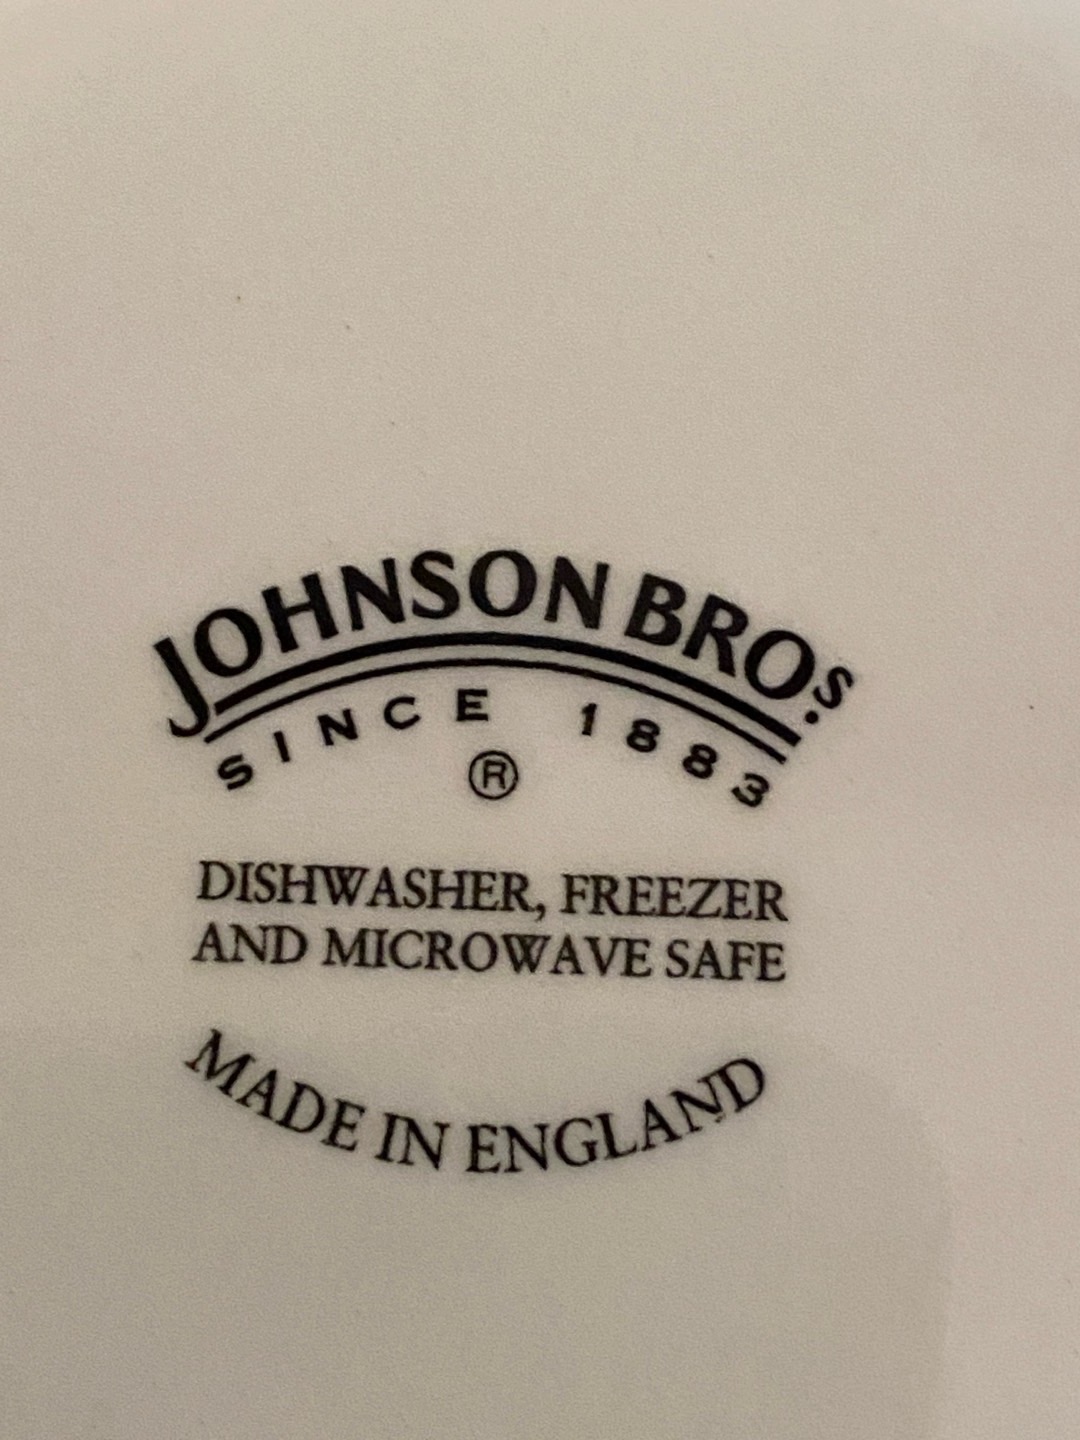 JOHNSON BROS.
SINCE 1883
®
DISHWASHER, FREEZER
AND MICROWAVE SAFE
MADE IN ENGLAND